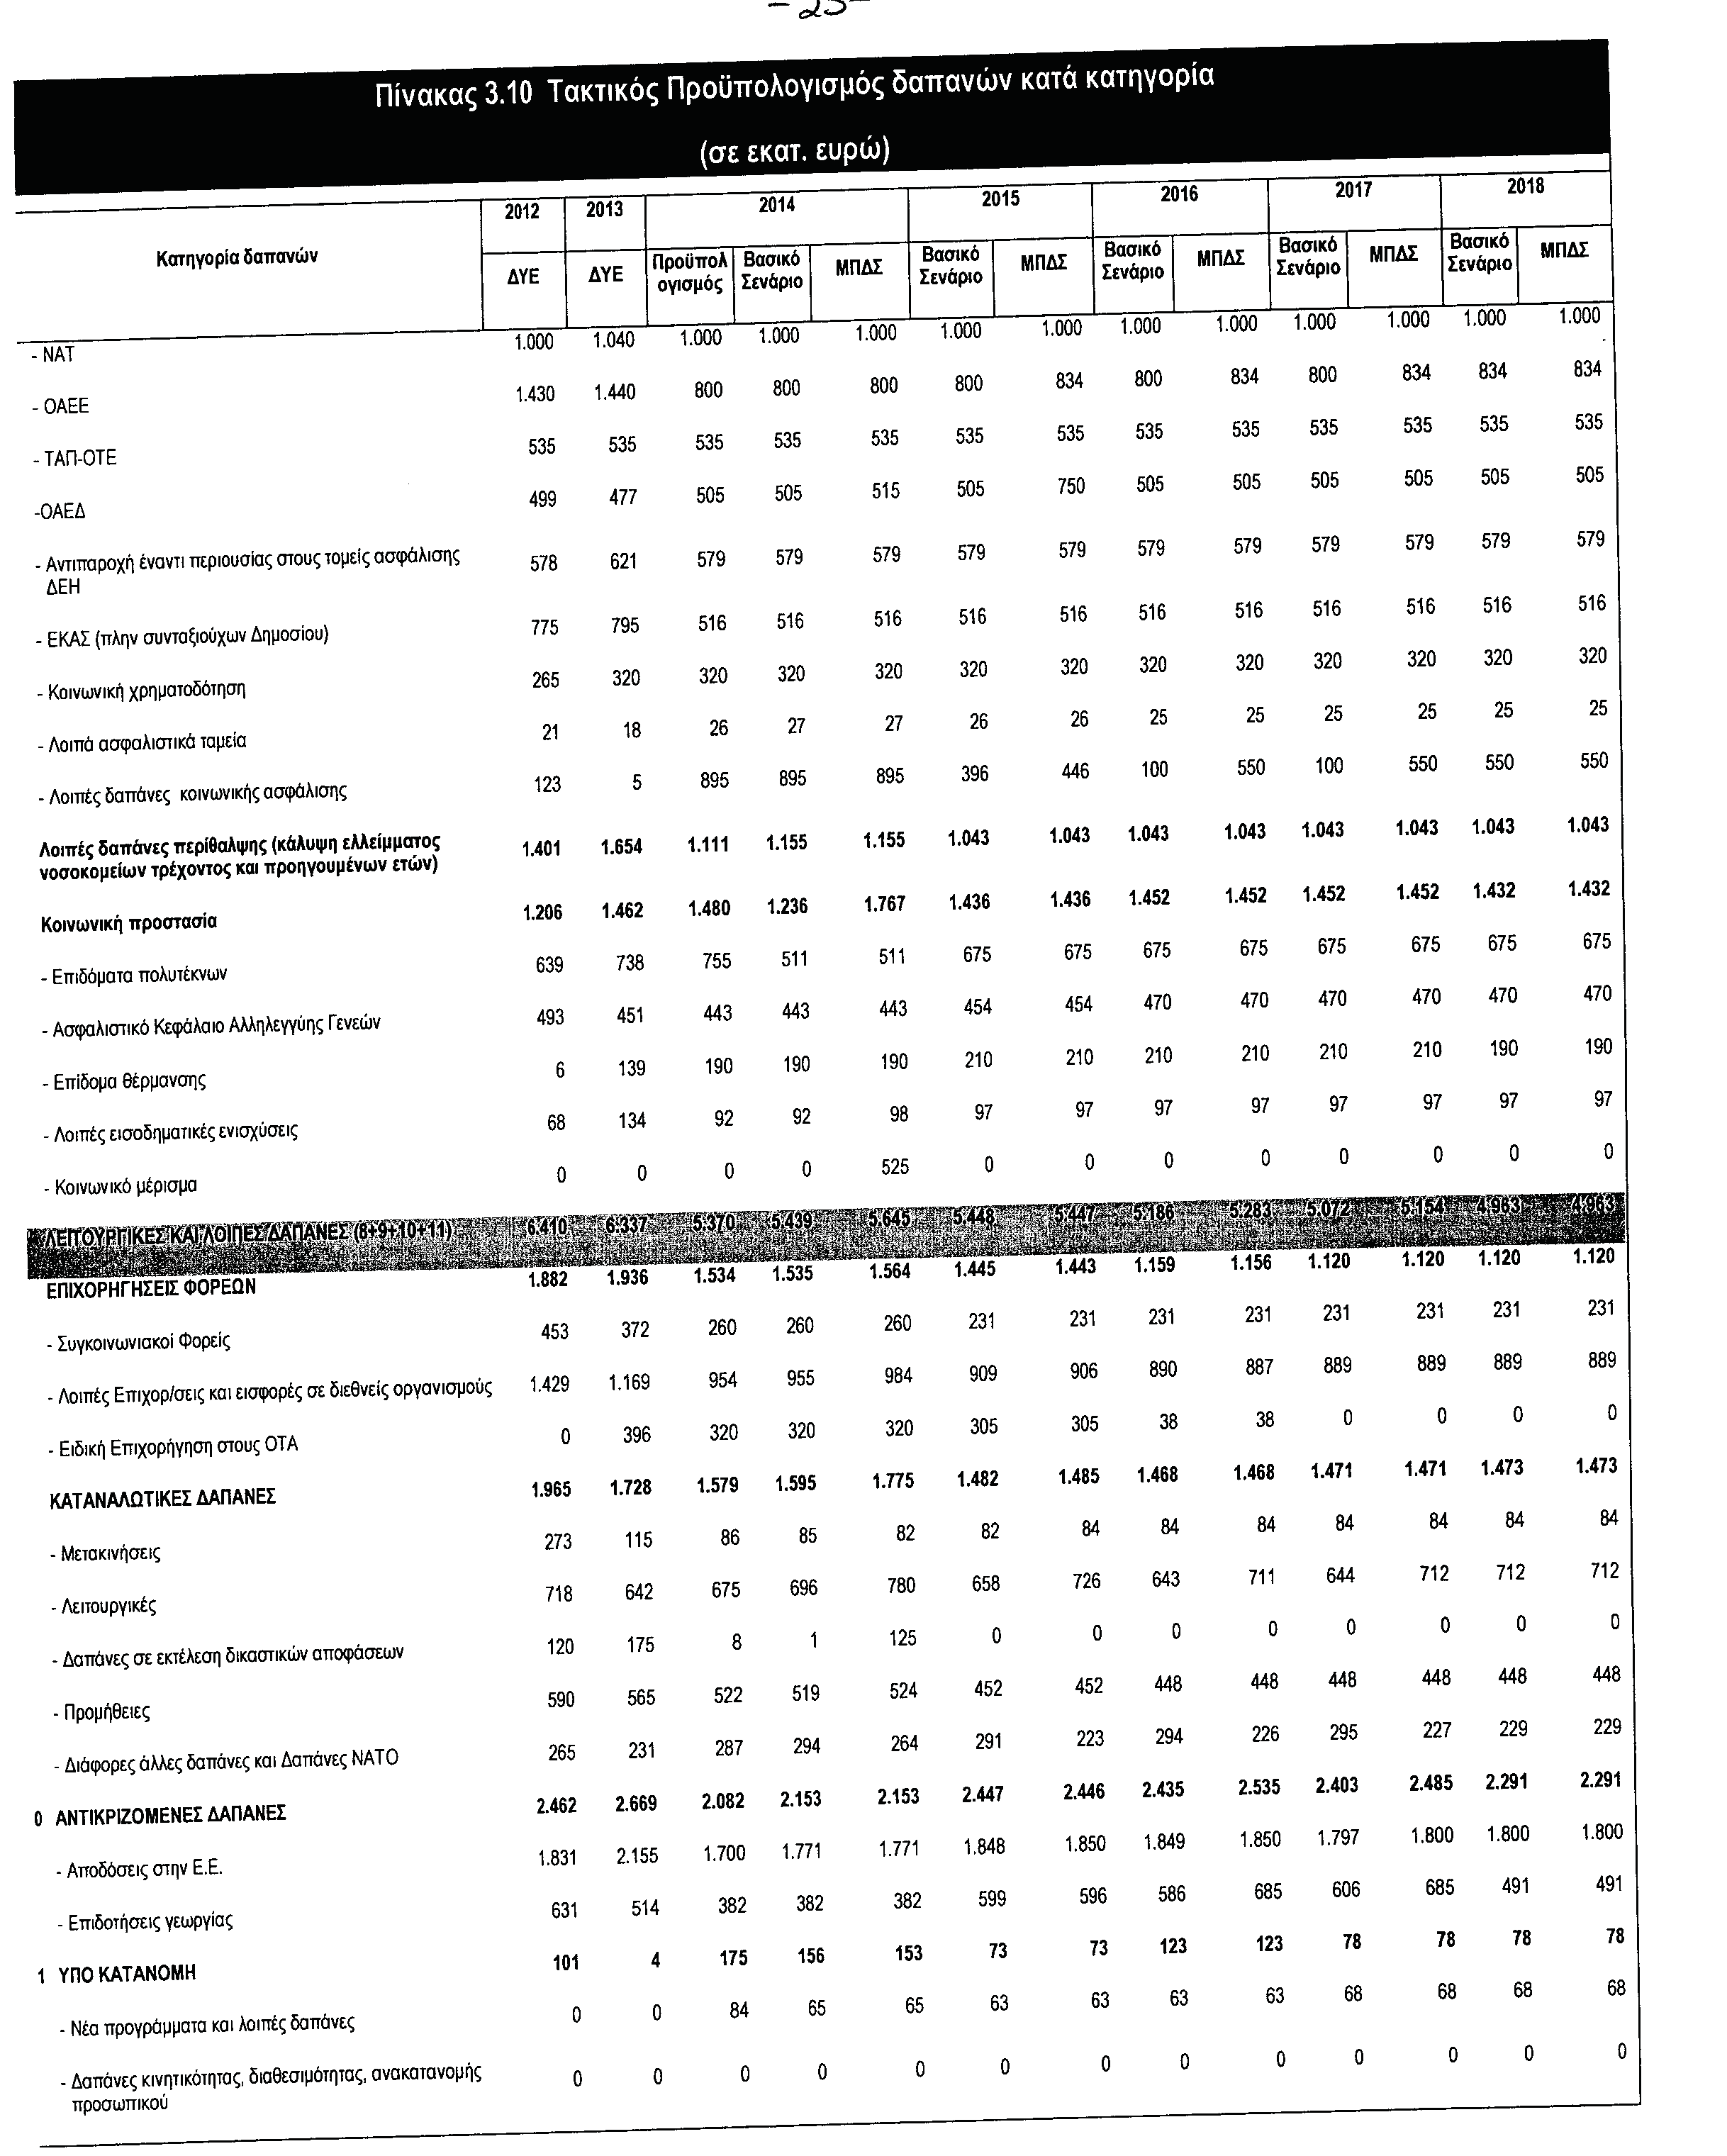 - 25 -
Πίνακας 3.10 Τακτικός Προϋπολογισμός δαπανών κατά κατηγορία
(σε εκατ. ευρώ)
Κατηγορία δαπανών 2012 2013 2014 2015 2016 2017 2018
ΔΥΕ ΔΥΕ Προϋπολ ογισμός Βασικό Σενάριο ΜΠΔΣ Βασικό Σενάριο ΜΠΔΣ Βασικό Σενάριο ΜΠΔΣ Βασικό Σενάριο ΜΠΔΣ Βασικό Σενάριο ΜΠΔΣ
- ΝΑΤ 1.000 1.040 1.000 1.000 1.000 1.000 1.000 1.000 1.000 1.000 1.000 1.000 1.000
- ΟΑΕΕ 1.430 1.440 800 800 800 800 834 800 834 800 834 834 834
- ΤΑΠ-ΟΤΕ 535 535 535 535 535 535 535 535 535 535 535 535 535
-ΟΑΕΔ 499 477 505 505 515 505 750 505 505 505 505 505 505
- Αντιπαροχή έναντι περιουσίας στους τομείς ασφάλισης
ΔΕΗ 578 621 579 579 579 579 579 579 579 579 579 579 579
- ΕΚΑΣ (πλην συνταξιούχων Δημοσίου) 775 795 516 516 516 516 516 516 516 516 516 516 516
- Κοινωνική χρηματοδότηση 265 320 320 320 320 320 320 320 320 320 320 320 320
- Λοιπά ασφαλιστικά ταμεία 21 18 26 27 27 26 26 25 25 25 25 25 25
- Λοιπές δαπάνες κοινωνικής ασφάλισης 123 5 895 895 895 396 446 100 550 100 550 550 550
Λοιπές δαπάνες περίθαλψης (κάλυψη ελλείμματος
νοσοκομείων τρέχοντος και προηγουμένων ετών) 1.401 1.654 1.111 1.155 1.155 1.043 1.043 1.043 1.043 1.043 1.043 1.043 1.043
Κοινωνική προστασία 1.206 1.462 1.480 1.236 1.767 1.436 1.436 1.452 1.452 1.452 1.452 1.432 1.432
- Επιδόματα πολυτέκνων 639 738 755 511 511 675 675 675 675 675 675 675 675
- Ασφαλιστικό Κεφάλαιο Αλληλεγγύης Γενεών 493 451 443 443 443 454 454 470 470 470 470 470 470
- Επίδομα θέρμανσης 6 139 190 190 190 210 210 210 210 210 210 190 190
- Λοιπές εισοδηματικές ενισχύσεις 68 134 92 92 98 97 97 97 97 97 97 97 97
- Κοινωνικό μέρισμα 0 0 0 0 525 0 0 0 0 0 0 0 0
ΛΕΙΤΟΥΡΓΙΚΕΣ ΚΑΙ ΛΟΙΠΕΣ ΔΑΠΑΝΕΣ (8+9+10+11) 6.410 6.337 5.370 5.439 5.645 5.448 5.447 5.186 5.283 5.072 5.154 4.963 4.963
ΕΠΙΧΟΡΗΓΗΣΕΙΣ ΦΟΡΕΩΝ 1.882 1.936 1.534 1.535 1.564 1.445 1.443 1.159 1.156 1.120 1.120 1.120 1.120
- Συγκοινωνιακοί Φορείς 453 372 260 260 260 231 231 231 231 231 231 231 231
- Λοιπές Επιχορ/σεις και εισφορές σε διεθνείς οργανισμούς 1.429 1.169 954 955 984 909 906 890 887 889 889 889 889
- Ειδική Επιχορήγηση στους ΟΤΑ 0 396 320 320 320 305 305 38 38 0 0 0 0
ΚΑΤΑΝΑΛΩΤΙΚΕΣ ΔΑΠΑΝΕΣ 1.965 1.728 1.579 1.595 1.775 1.482 1.485 1.468 1.468 1.471 1.471 1.473 1.473
- Μετακινήσεις 273 115 86 85 82 82 84 84 84 84 84 84 84
- Λειτουργικές 718 642 675 696 780 658 726 643 711 644 712 712 712
- Δαπάνες σε εκτέλεση δικαστικών αποφάσεων 120 175 8 1 125 0 0 0 0 0 0 0 0
- Προμήθειες 590 565 522 519 524 452 452 448 448 448 448 448 448
- Διάφορες άλλες δαπάνες και Δαπάνες ΝΑΤΟ 265 231 287 294 264 291 223 294 226 295 227 229 229
0 ΑΝΤΙΚΡΙΖΟΜΕΝΕΣ ΔΑΠΑΝΕΣ 2.462 2.669 2.082 2.153 2.153 2.447 2.446 2.435 2.535 2.403 2.485 2.291 2.291
- Αποδόσεις στην Ε.Ε. 1.831 2.155 1.700 1.771 1.771 1.848 1.850 1.849 1.850 1.797 1.800 1.800 1.800
- Επιδοτήσεις γεωργίας 631 514 382 382 382 599 596 586 685 606 685 491 491
1 ΥΠΟ ΚΑΤΑΝΟΜΗ 101 4 175 156 153 73 73 123 123 78 78 78 78
- Νέα προγράμματα και λοιπές δαπάνες 0 0 84 65 65 63 63 63 63 68 68 68 68
- Δαπάνες κινητικότητας, διαθεσιμότητας, ανακατανομής
προσωπικού 0 0 0 0 0 0 0 0 0 0 0 0 0